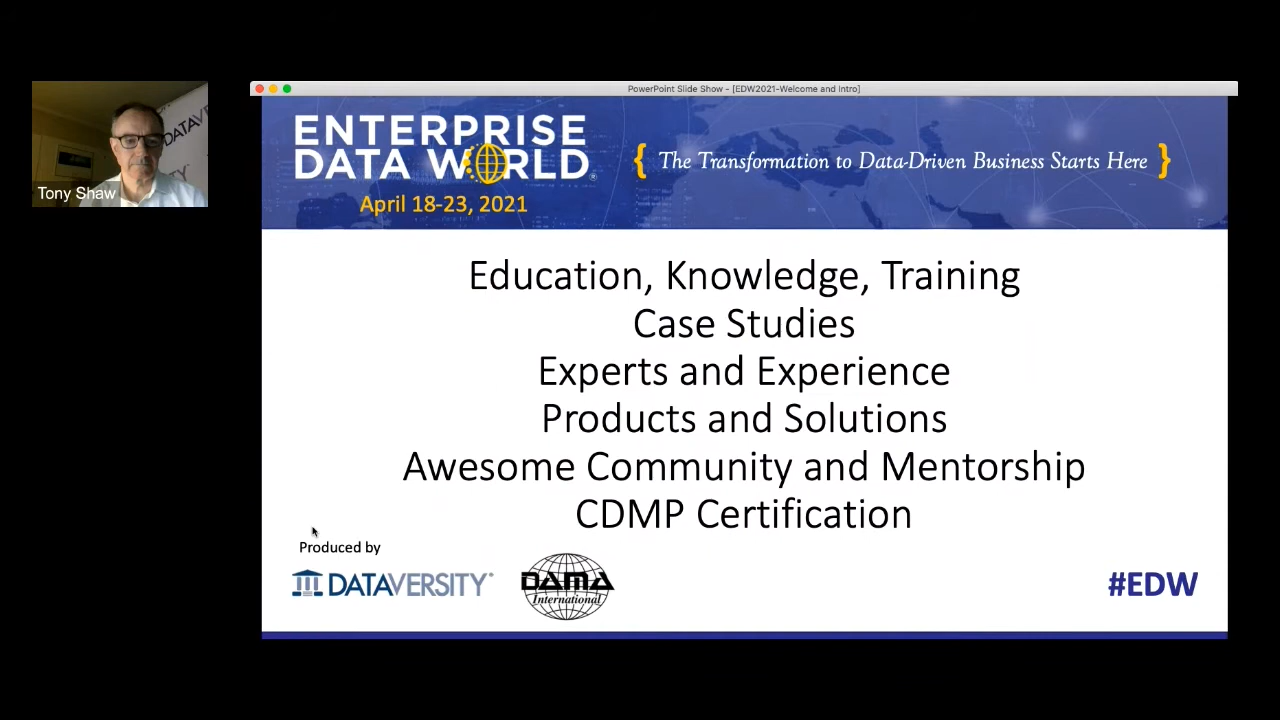 PowerPoint Slide Show - [EDW2021-Welcome and Intro]
DATAVER
TY
Tony Shaw
ENTERPRISE
DATA WORLD®
April 18-23, 2021
{ The Transformation to Data-Driven Business Starts Here }
Education, Knowledge, Training
Case Studies
Experts and Experience
Products and Solutions
Awesome Community and Mentorship
CDMP Certification
Produced by
DATAVERSITY®
DAMA
International
#EDW